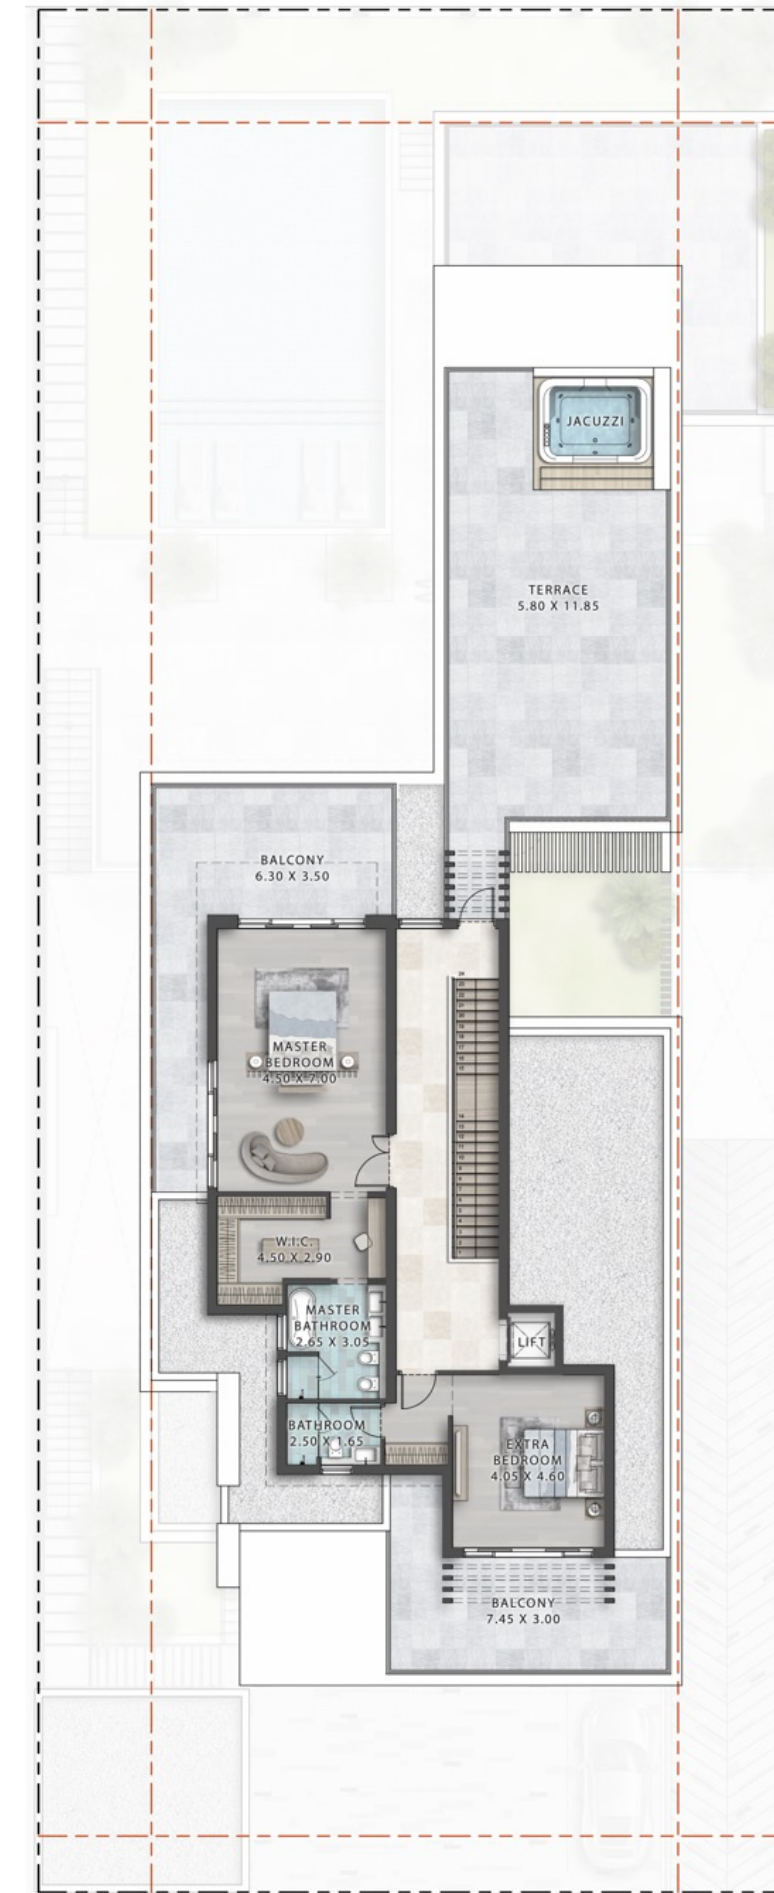 JACUZZI
TERRACE
5.80 X 11.85
BALCONY
6.30 X 3.50
MASTER
BEDROOM
4.50 X 7.00
W.I.C.
4.50 X 2.90
MASTER
BATHROOM
2.65 X 3.05
LIFT
BATHROOM
2.50 X 1.65
EXTRA
BEDROOM
4.05 X 4.60
BALCONY
7.45 X 3.00